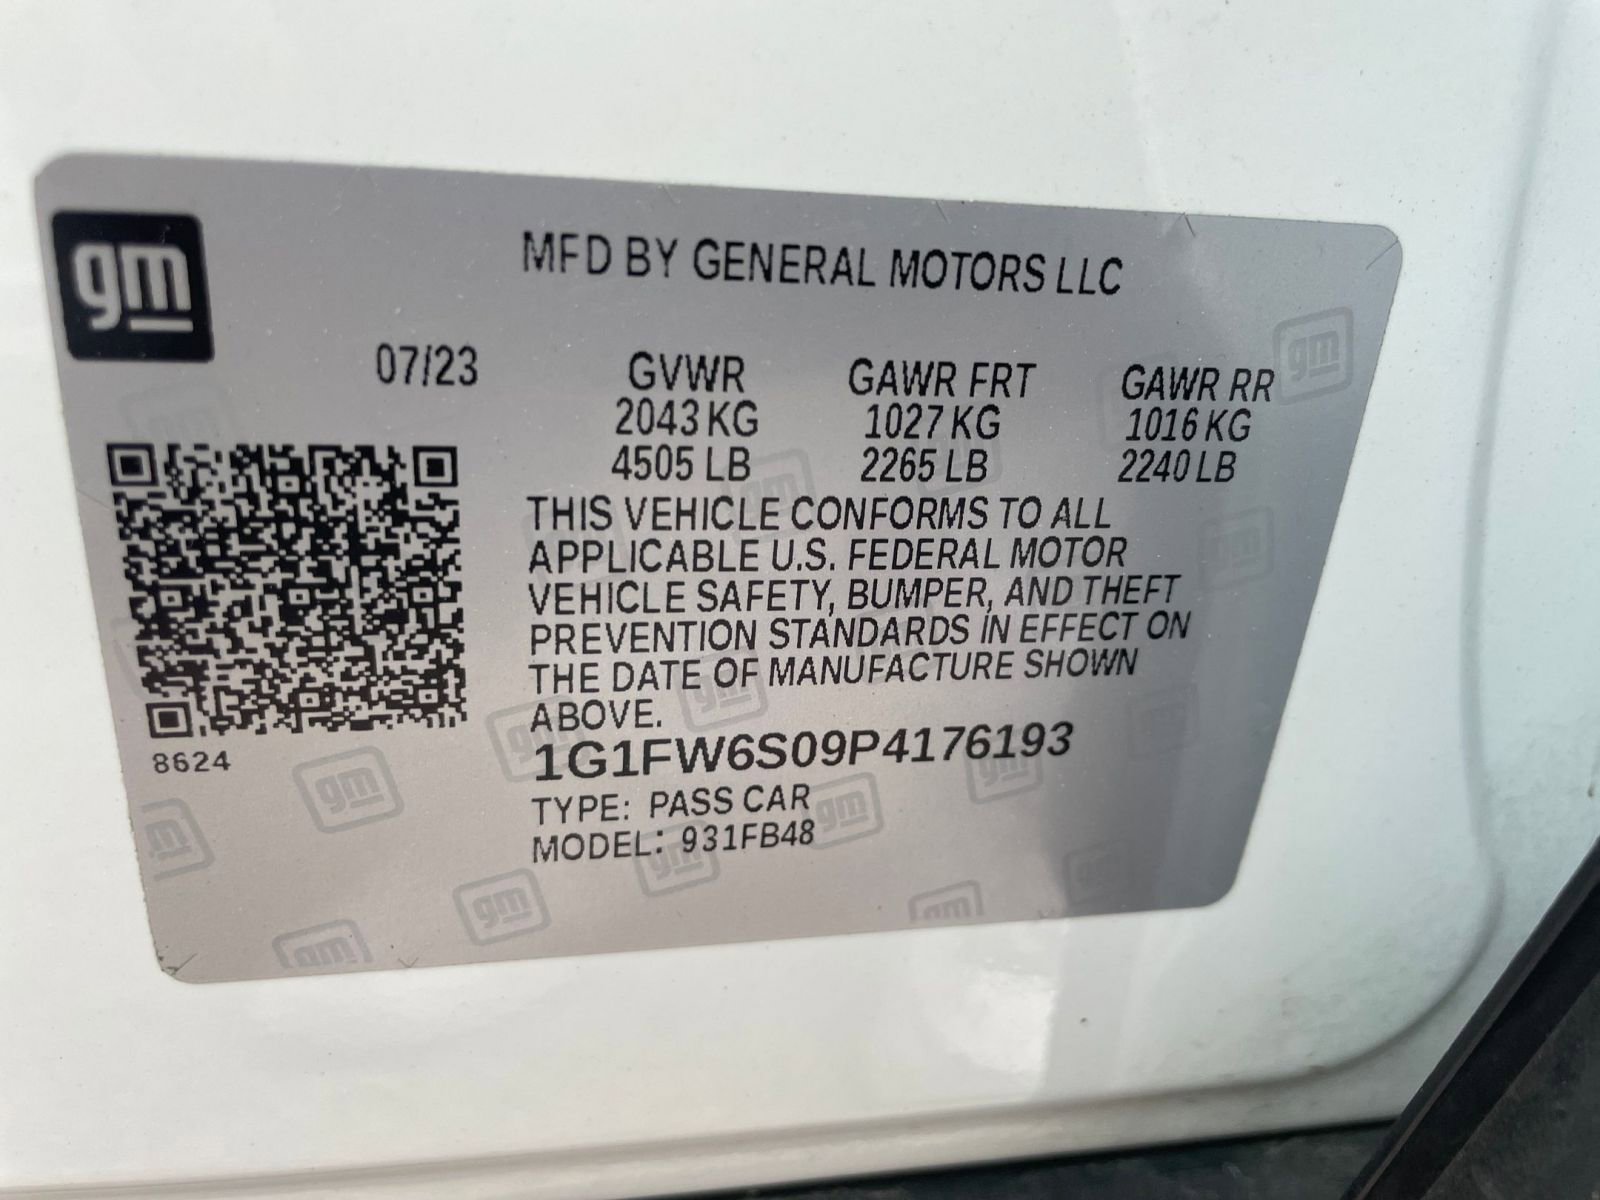 gm
MFD BY GENERAL MOTORS LLC
07/23 GVWR GAWR FRT GAWR RR
2043 KG 1027 KG 1016 KG
4505 LB 2265 LB 2240 LB
THIS VEHICLE CONFORMS TO ALL
APPLICABLE U.S. FEDERAL MOTOR
VEHICLE SAFETY, BUMPER, AND THEFT
PREVENTION STANDARDS IN EFFECT ON
THE DATE OF MANUFACTURE SHOWN
ABOVE.
8624
1G1FW6S09P4176193
TYPE: PASS CAR
MODEL: 931FB48